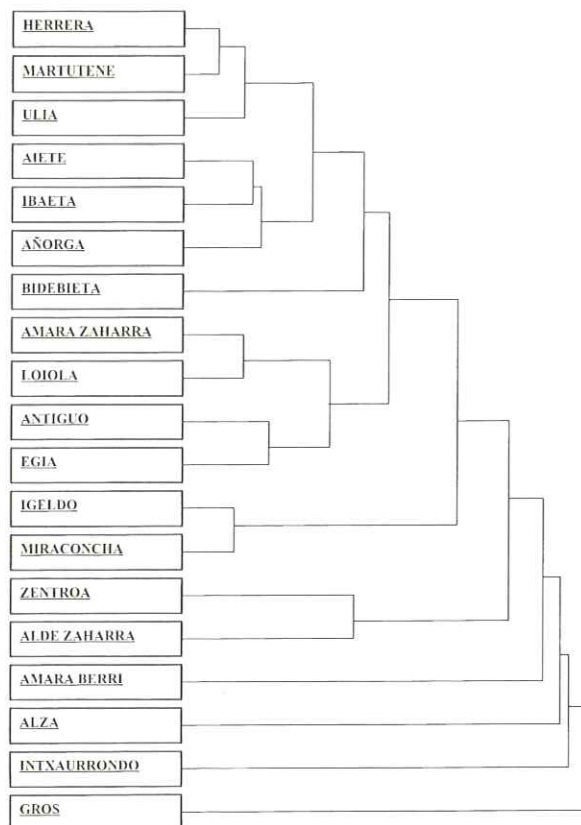 HERRERA
MARTUTENE
ULIA
AIETE
IBAETA
AÑORGA
BIDEBIETA
AMARA ZAHARRA
LOIOLA
ANTIGUO
EGIA
IGELDO
MIRACONCHA
ZENTROA
ALDE ZAHARRA
AMARA BERRI
ALZA
INTXAURRONDO
GROS